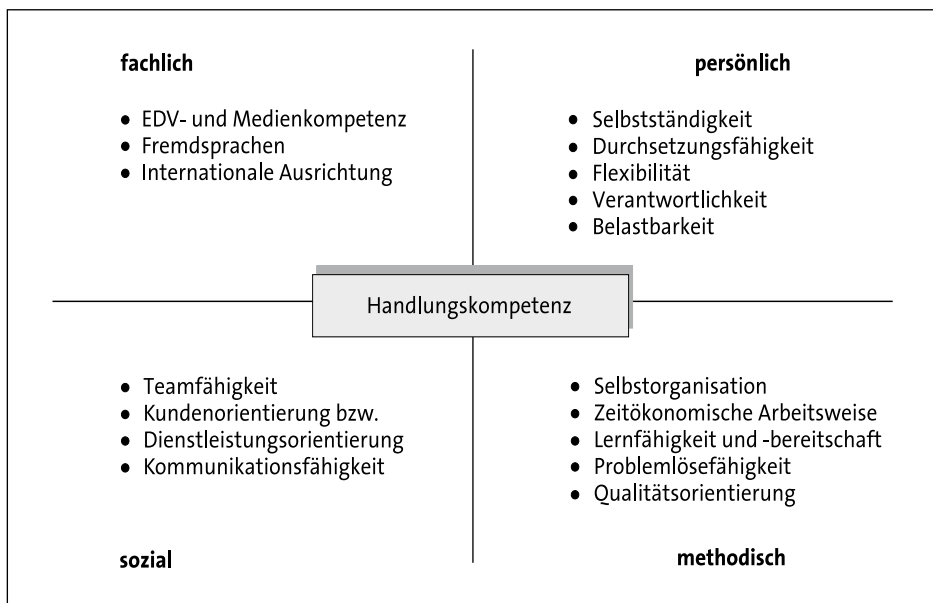 fachlich
• EDV- und Medienkompetenz
• Fremdsprachen
• Internationale Ausrichtung
persönlich
• Selbstständigkeit
• Durchsetzungsfähigkeit
• Flexibilität
• Verantwortlichkeit
• Belastbarkeit
Handlungskompetenz
• Teamfähigkeit
• Kundenorientierung bzw.
• Dienstleistungsorientierung
• Kommunikationsfähigkeit
sozial
• Selbstorganisation
• Zeitökonomische Arbeitsweise
• Lernfähigkeit und -bereitschaft
• Problemlösefähigkeit
• Qualitätsorientierung
methodisch